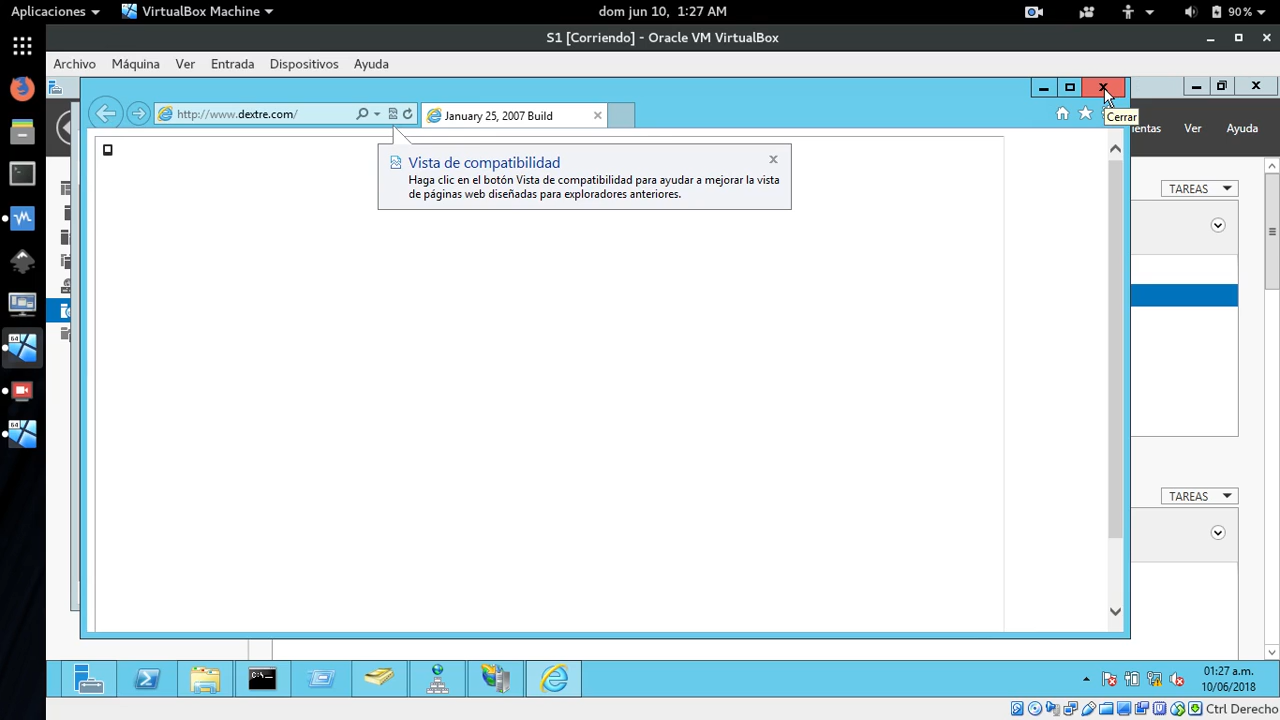 Aplicaciones
VirtualBox Machine
dom jun 10, 1:27 AM
90%
S1 [Corriendo] - Oracle VM VirtualBox
Archivo
Máquina
Ver
Entrada
Dispositivos
Ayuda
http://www.dextre.com/
January 25, 2007 Build
Cerrar
Ver
Ayuda
Vista de compatibilidad
Haga clic en el botón Vista de compatibilidad para ayudar a mejorar la vista
de páginas web diseñadas para exploradores anteriores.
TAREAS
TAREAS
01:27 a.m.
10/06/2018
Ctrl Derecho